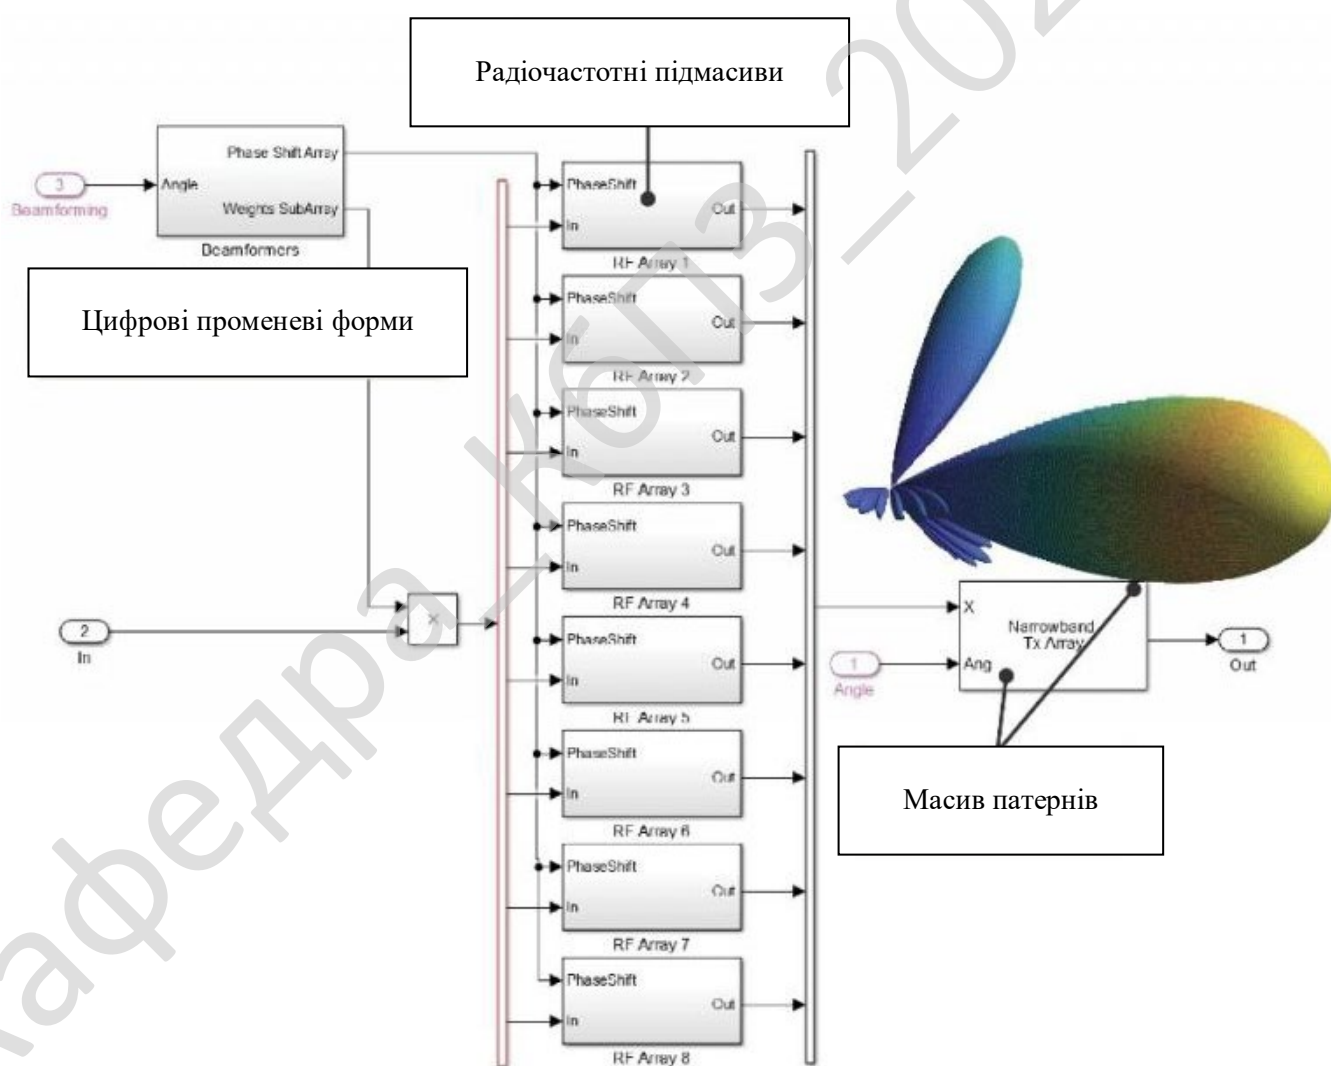 Радіочастотні підмасиви
3
Beamforming
Angle
Phase Shift Array
Weights SubArray
Beamformers
Цифрові променеві форми
2
In
×
PhaseShift
In
Out
RF Array 1
PhaseShift
In
Out
RF Array 2
PhaseShift
In
Out
RF Array 3
PhaseShift
In
Out
RF Array 4
PhaseShift
In
Out
RF Array 5
PhaseShift
In
Out
RF Array 6
PhaseShift
In
Out
RF Array 7
PhaseShift
In
Out
RF Array 8
1
Angle
X
Ang
Narrowband
Tx Array
1
Out
Масив патернів